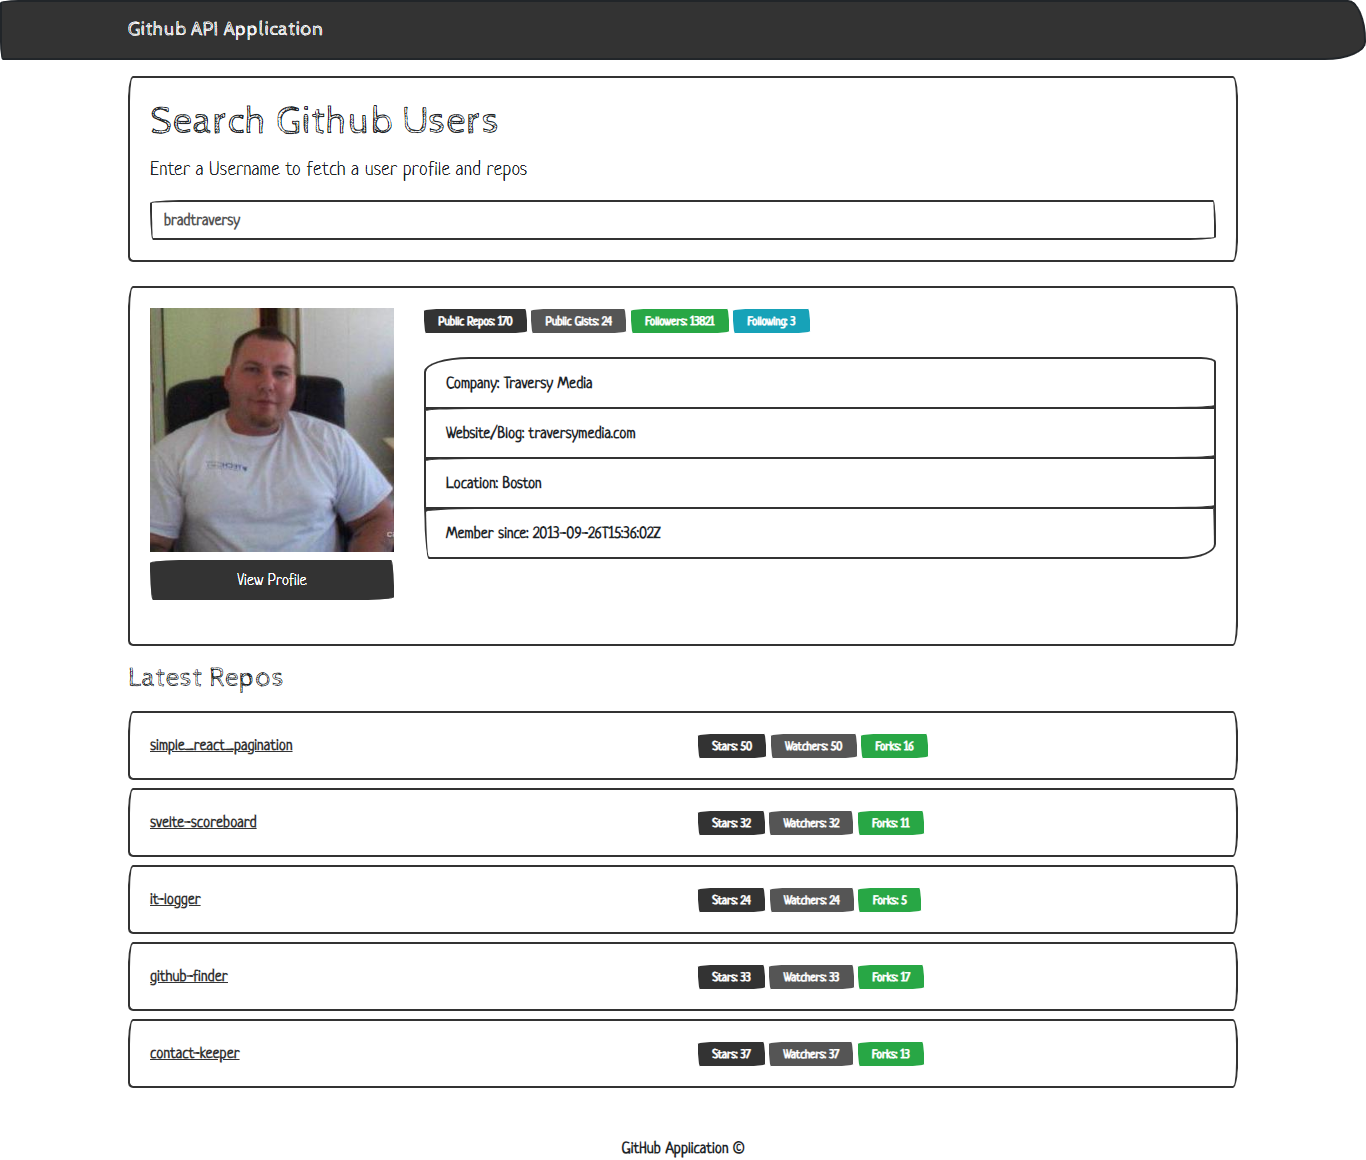 Github API Application
Search Github Users
Enter a Username to fetch a user profile and repos
bradtraversy
Public Repos: 170 Public Gists: 24 Followers: 13821 Following: 3
Company: Traversy Media
Website/Blog: traversymedia.com
Location: Boston
Member since: 2013-09-26T15:36:02Z
View Profile
Latest Repos
simple_react_pagination Stars: 50 Watchers: 50 Forks: 16
svelte-scoreboard Stars: 32 Watchers: 32 Forks: 11
it-logger Stars: 24 Watchers: 24 Forks: 5
github-finder Stars: 33 Watchers: 33 Forks: 17
contact-keeper Stars: 37 Watchers: 37 Forks: 13
GitHub Application ©